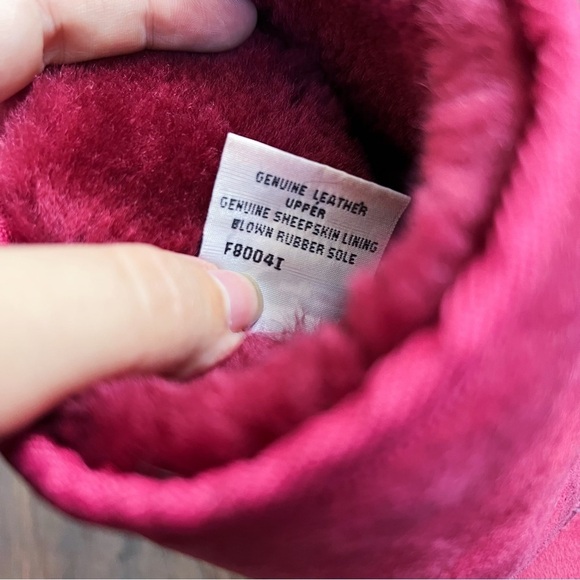 GENUINE LEATHER
UPPER
GENUINE SHEEPSKIN LINING
BLOWN RUBBER SOLE
F8004I